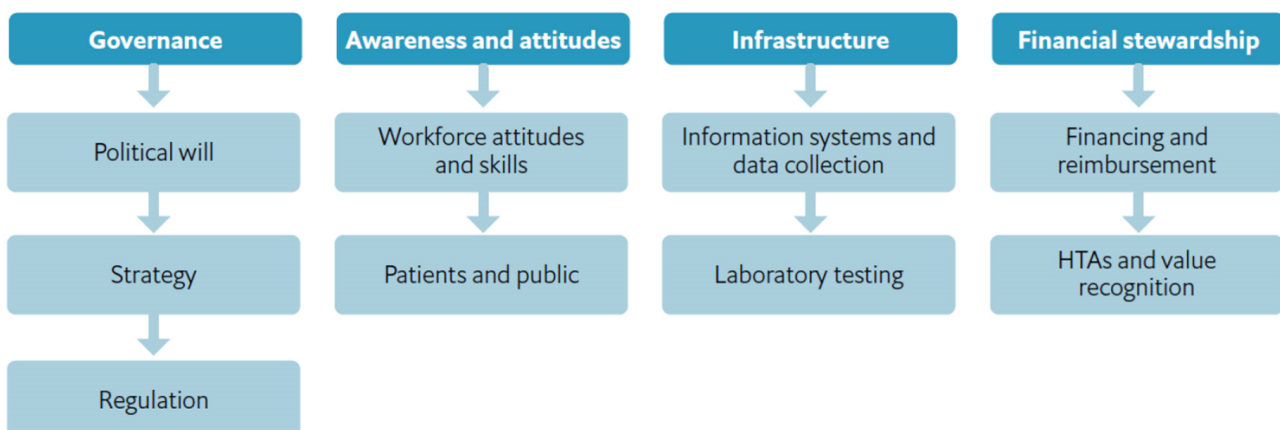 Governance
Political will
Strategy
Regulation
Awareness and attitudes
Workforce attitudes
and skills
Patients and public
Infrastructure
Information systems and
data collection
Laboratory testing
Financial stewardship
Financing and
reimbursement
HTAs and value
recognition